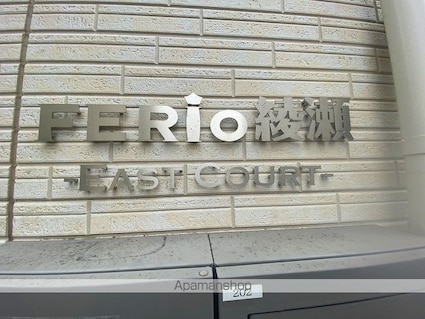 FERiO綾瀬
-EAST COURT-
Apamanshop
202